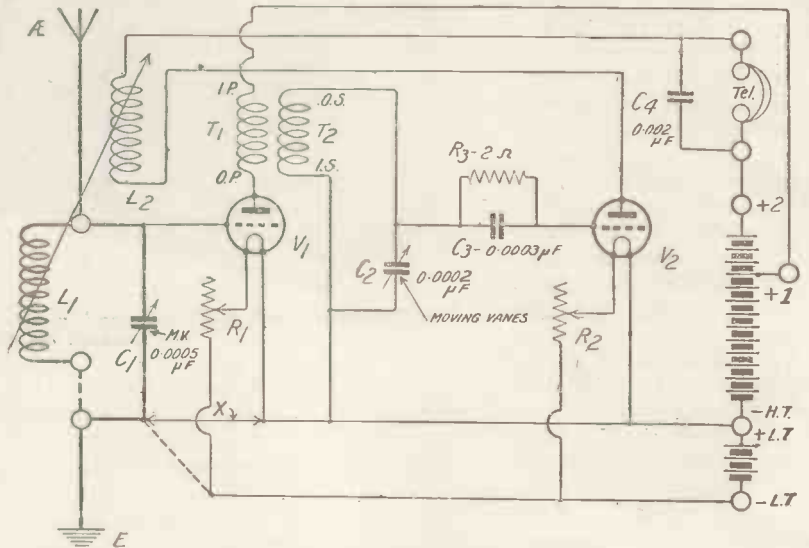 Æ
I.P.
T1
O.P.
O.S.
T2
I.S.
L2
V1
L1
C1
M.V.
0.0005
μF
R1
X
E
C2
0.0002
μF
MOVING VANES
R3-2Ω
C3-0.0003μF
V2
R2
C4
0.002
μF
Tel.
+2
+1
-H.T.
+L.T
-L.T.